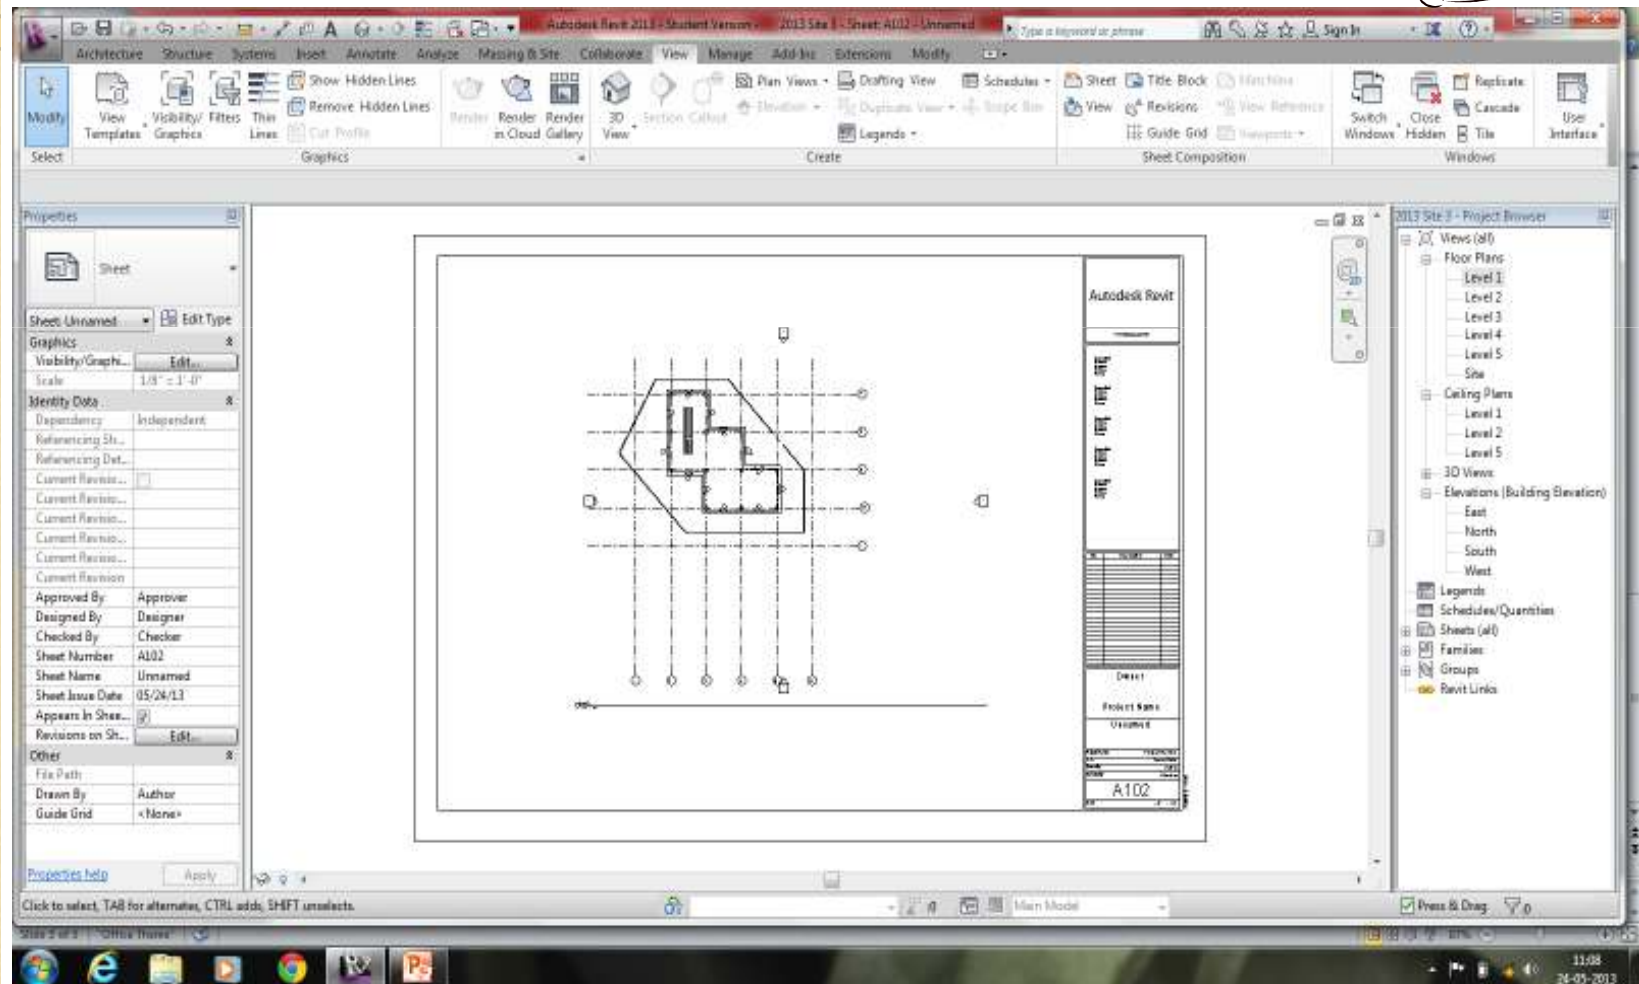 Autodesk Revit 2013 - Student Version - 2013 Site 3 - Sheet: A102 - Unnamed
Type a keyword or phrase
Sign In
Architecture Structure Systems Insert Annotate Analyze Massing & Site Collaborate View Manage Add-Ins Extensions Modify
Modify
View Templates
Visibility/ Graphics
Filters
Thin Lines
Show Hidden Lines
Remove Hidden Lines
Cut Profile
Render
Render in Cloud
Render Gallery
3D View
Section
Callout
Plan Views
Elevation
Drafting View
Duplicate View
Legends
Schedules
Scope Box
Sheet
View
Title Block
Revisions
Guide Grid
Matchline
View Reference
Viewports
Switch Windows
Close Hidden
Replicate
Cascade
Tile
User Interface
Select
Graphics
Create
Sheet Composition
Windows
Properties
Sheet
Sheet: Unnamed
Edit Type
Graphics
Visibility/Graphi... Edit...
Scale 1/8" = 1'-0"
Identity Data
Dependency Independent
Referencing Sh...
Referencing Det...
Current Revisio...
Current Revisio...
Current Revisio...
Current Revisio...
Current Revisio...
Current Revision
Approved By Approver
Designed By Designer
Checked By Checker
Sheet Number A102
Sheet Name Unnamed
Sheet Issue Date 05/24/13
Appears In Shee...
Revisions on Sh... Edit...
Other
File Path
Drawn By Author
Guide Grid <None>
Properties help
Apply
Autodesk Revit
Owner
Project Name
Unnamed
A102
2013 Site 3 - Project Browser
Views (all)
Floor Plans
Level 1
Level 2
Level 3
Level 4
Level 5
Site
Ceiling Plans
Level 1
Level 2
Level 5
3D Views
Elevations (Building Elevation)
East
North
South
West
Legends
Schedules/Quantities
Sheets (all)
Families
Groups
Revit Links
Click to select, TAB for alternates, CTRL adds, SHIFT unselects.
:0
Main Model
Press & Drag
:0
Slide 3 of 3
"Office Theme"
87%
11:08
24-05-2013